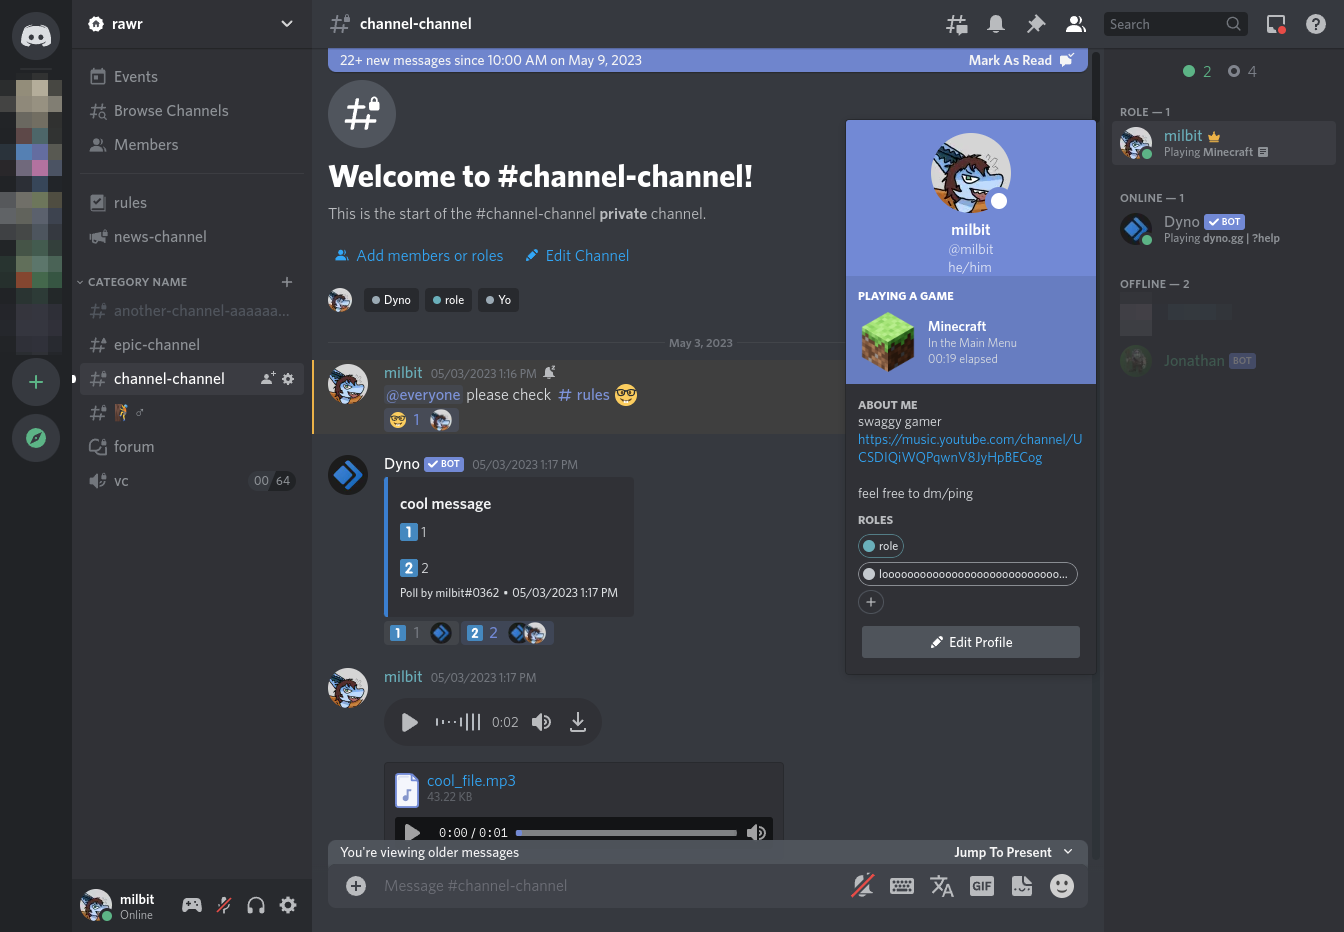 rawr
Events
Browse Channels
Members
rules
news-channel
CATEGORY NAME
another-channel-aaaaaa...
epic-channel
channel-channel
forum
vc
00 64
milbit
Online
channel-channel
Search
22+ new messages since 10:00 AM on May 9, 2023
Mark As Read
Welcome to #channel-channel!
This is the start of the #channel-channel private channel.
Add members or roles
Edit Channel
Dyno
role
Yo
May 3, 2023
milbit 05/03/2023 1:16 PM
@everyone please check # rules 🤓
🤓 1
Dyno BOT 05/03/2023 1:17 PM
cool message
1 1
2 2
Poll by milbit#0362 • 05/03/2023 1:17 PM
1 1
2 2
milbit 05/03/2023 1:17 PM
0:02
cool_file.mp3
43.22 KB
0:00 / 0:01
You're viewing older messages
Jump To Present
Message #channel-channel
GIF
milbit
@milbit
he/him
PLAYING A GAME
Minecraft
In the Main Menu
00:19 elapsed
ABOUT ME
swaggy gamer
https://music.youtube.com/channel/U
CSDIQiWQPqwnV8JyHpBECog
feel free to dm/ping
ROLES
role
looooooooooooooooooooooooooooo...
Edit Profile
2 4
ROLE — 1
milbit
Playing Minecraft
ONLINE — 1
Dyno BOT
Playing dyno.gg | ?help
OFFLINE — 2
Jonathan BOT